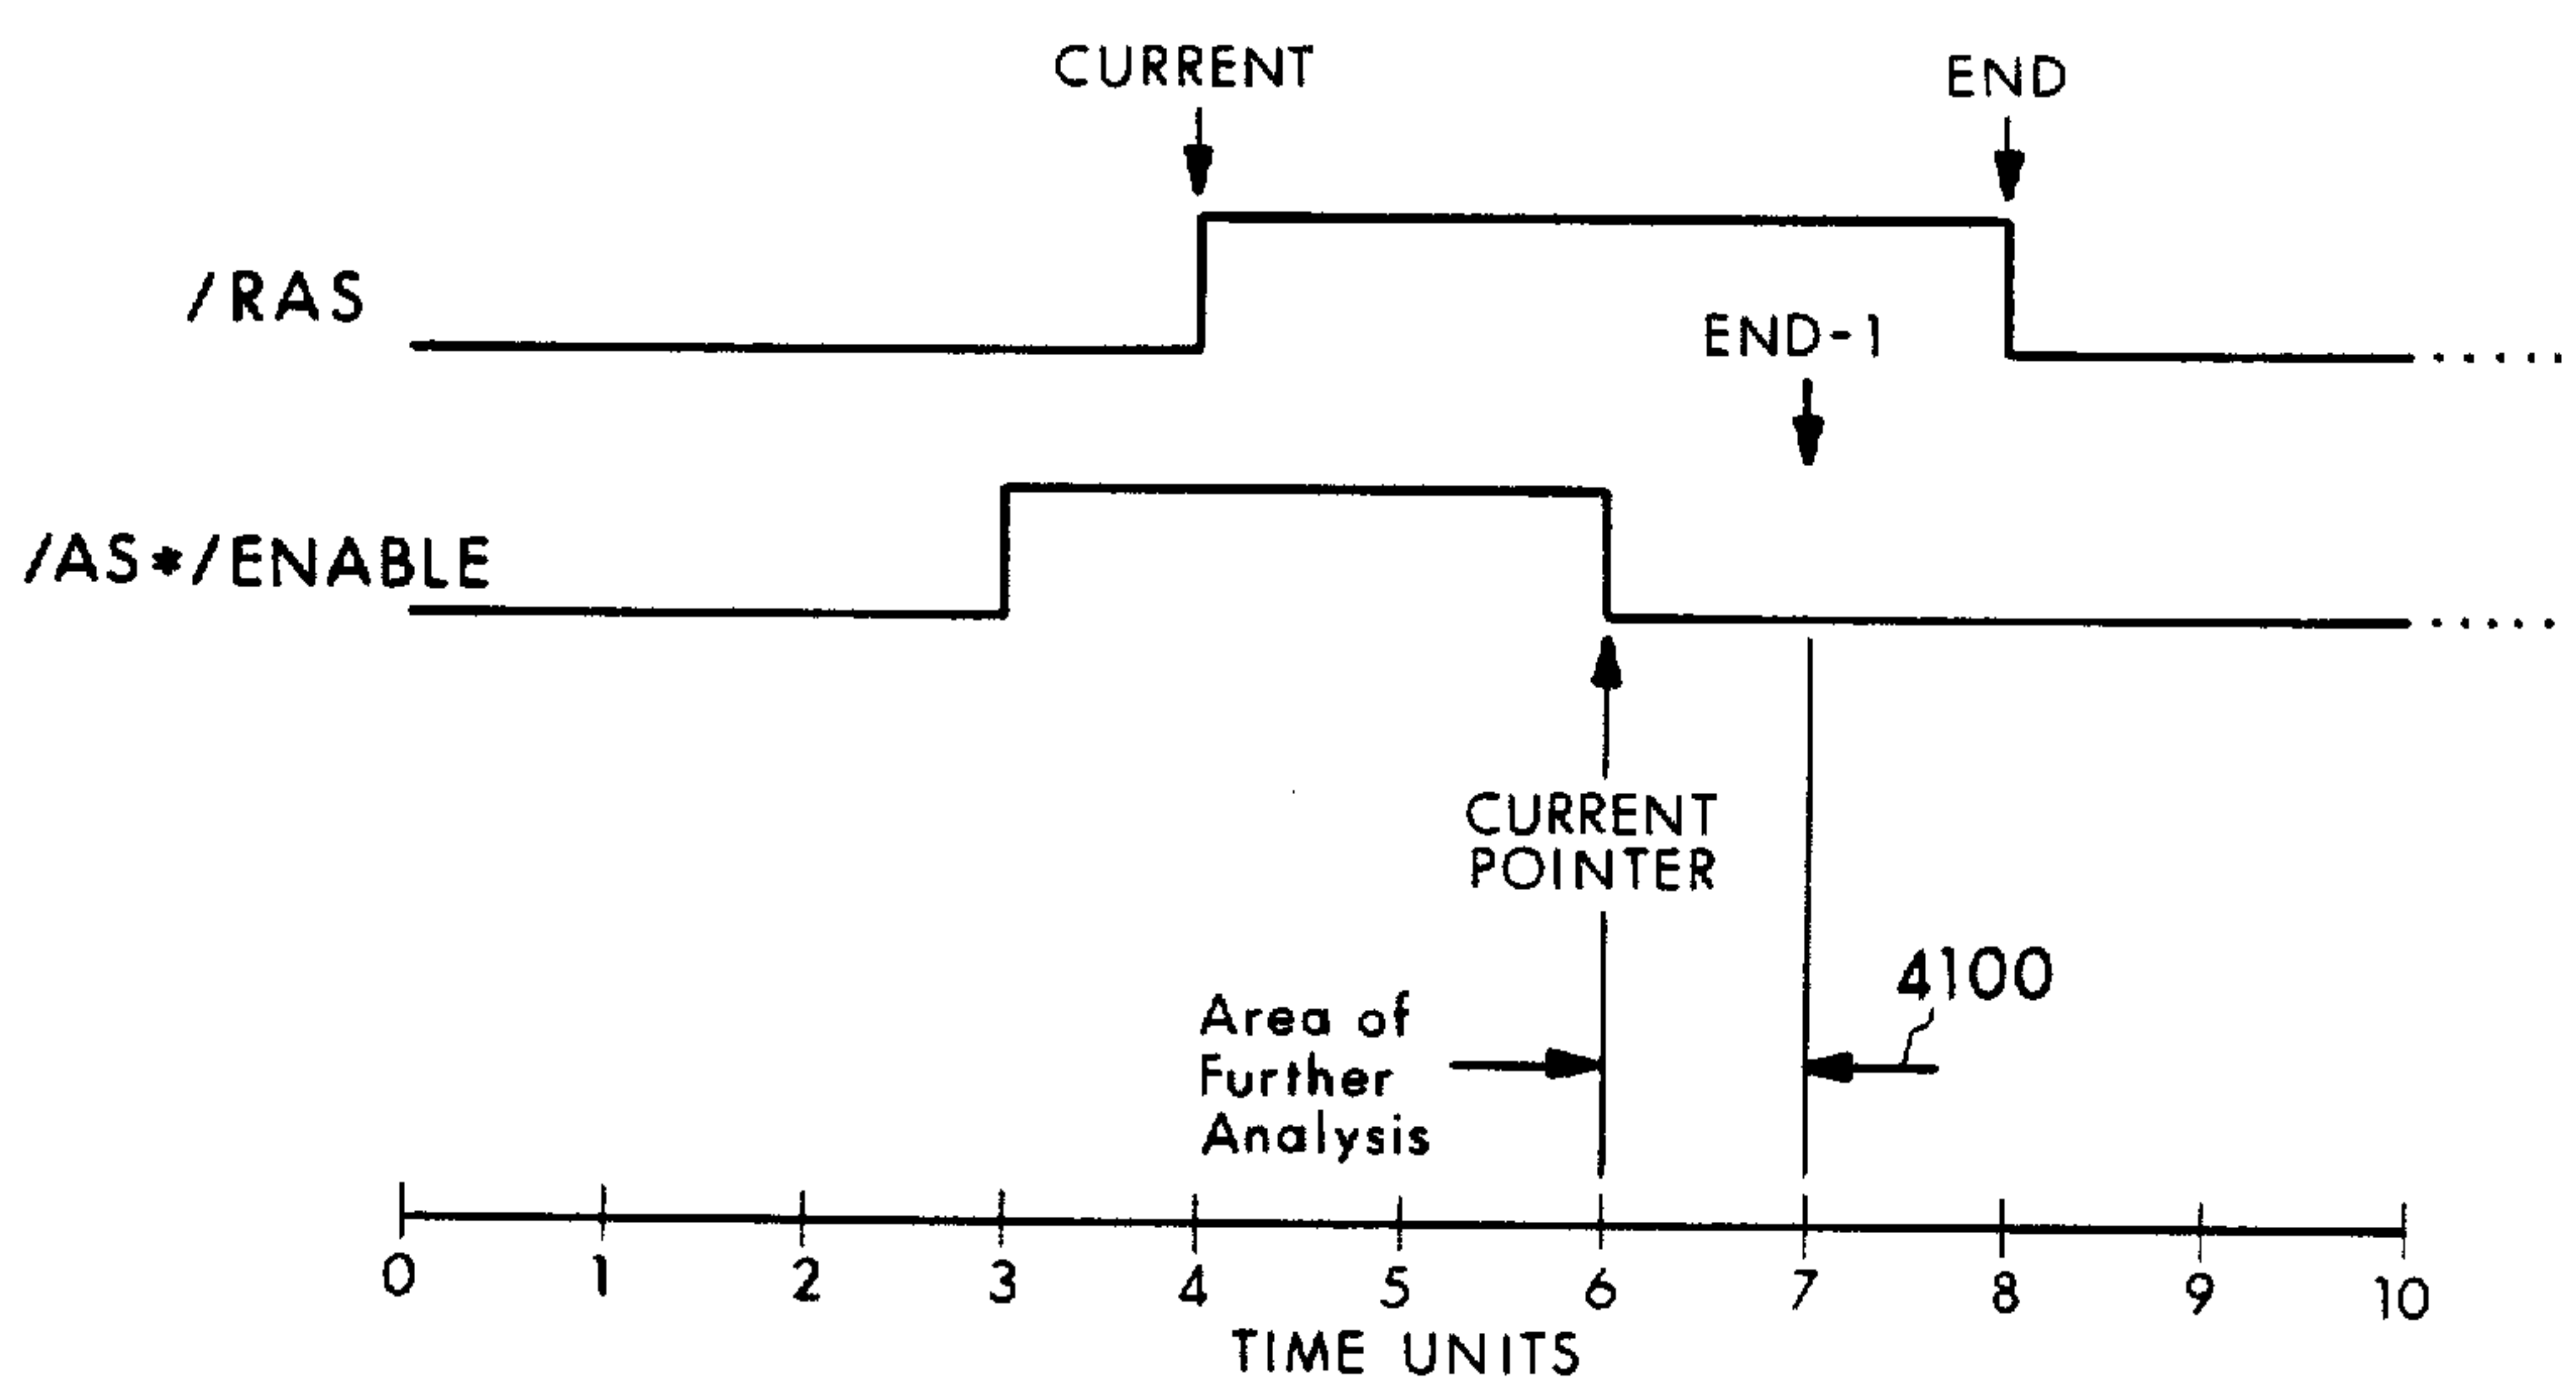 CURRENT
END
/RAS
END-1
/AS*/ENABLE
CURRENT
POINTER
4100
Area of
Further
Analysis
0 1 2 3 4 5 6 7 8 9 10
TIME UNITS